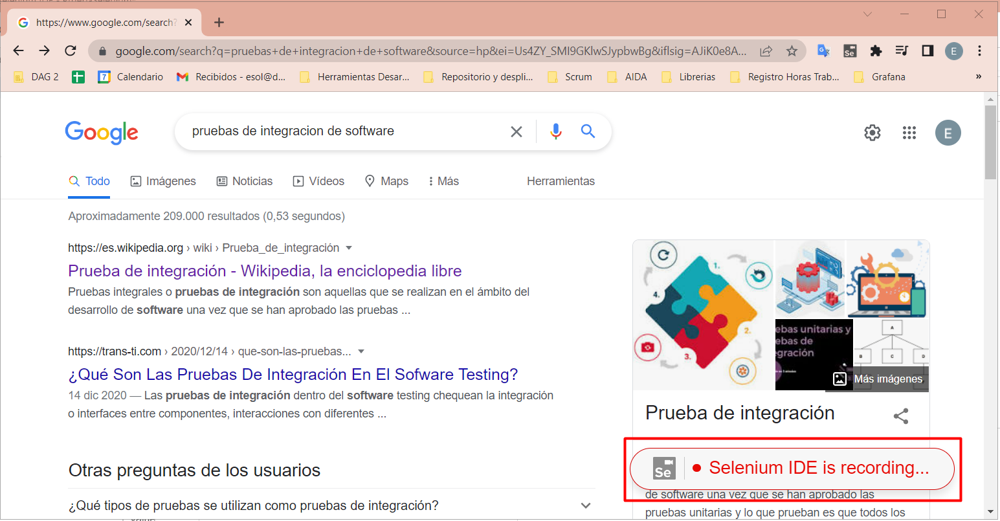 https://www.google.com/search?
google.com/search?q=pruebas+de+integracion+de+software&source=hp&ei=Us4ZY_SMI9GKlwSJypbwBg&iflsig=AJiK0e8A...
Se
E
DAG 2
7
Calendario
Recibidos - esol@d...
Herramientas Desar...
Repositorio y despli...
Scrum
AIDA
Librerias
Registro Horas Trab...
Grafana
»
Google
pruebas de integracion de software
E
Todo
Imágenes
Noticias
Vídeos
Maps
Más
Herramientas
Aproximadamente 209.000 resultados (0,53 segundos)
https://es.wikipedia.org › wiki › Prueba_de_integración
Prueba de integración - Wikipedia, la enciclopedia libre
Pruebas integrales o pruebas de integración son aquellas que se realizan en el ámbito del
desarrollo de software una vez que se han aprobado las pruebas ...
https://trans-ti.com › 2020/12/14 › que-son-las-pruebas...
¿Qué Son Las Pruebas De Integración En El Sofware Testing?
14 dic 2020 — Las pruebas de integración dentro del software testing chequean la integración
o interfaces entre componentes, interacciones con diferentes ...
Otras preguntas de los usuarios
¿Qué tipos de pruebas se utilizan como pruebas de integración?
1.
2.
3.
4.
ebas unitarias y
ebas de
gración
A
B
C
D
Más imágenes
Prueba de integración
Se
Selenium IDE is recording...
de software una vez que se han aprobado las
pruebas unitarias y lo que prueban es que todos los